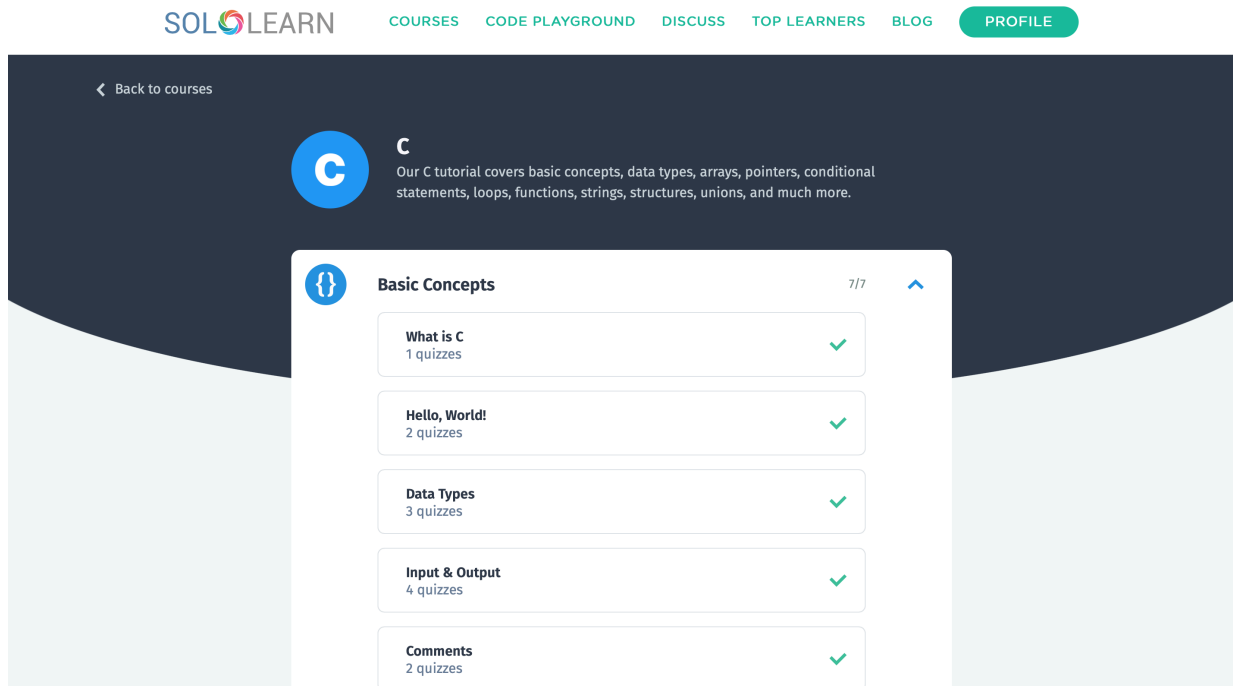 SOLOLEARN
COURSES CODE PLAYGROUND DISCUSS TOP LEARNERS BLOG PROFILE
Back to courses
C
C
Our C tutorial covers basic concepts, data types, arrays, pointers, conditional
statements, loops, functions, strings, structures, unions, and much more.
{} Basic Concepts 7/7
What is C
1 quizzes
Hello, World!
2 quizzes
Data Types
3 quizzes
Input & Output
4 quizzes
Comments
2 quizzes